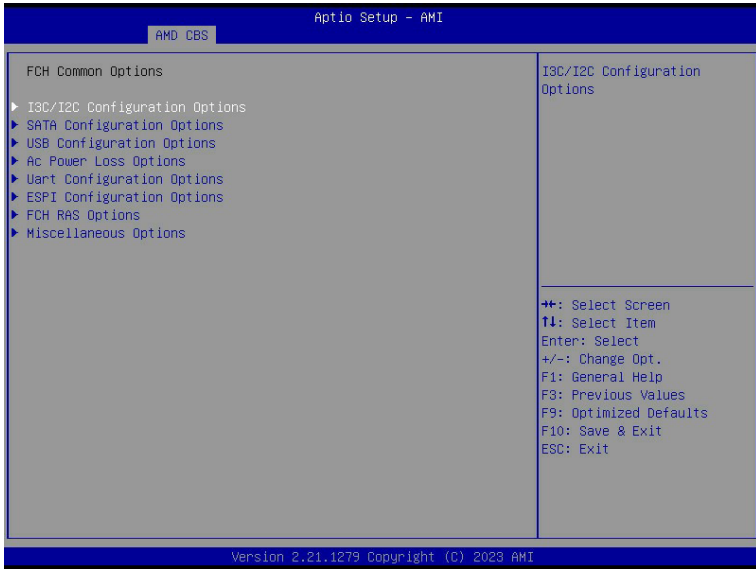 Aptio Setup – AMI
AMD CBS
FCH Common Options
I3C/I2C Configuration Options
SATA Configuration Options
USB Configuration Options
Ac Power Loss Options
Uart Configuration Options
ESPI Configuration Options
FCH RAS Options
Miscellaneous Options
I3C/I2C Configuration
Options
→←: Select Screen
↑↓: Select Item
Enter: Select
+/-: Change Opt.
F1: General Help
F3: Previous Values
F9: Optimized Defaults
F10: Save & Exit
ESC: Exit
Version 2.21.1279 Copyright (C) 2023 AMI